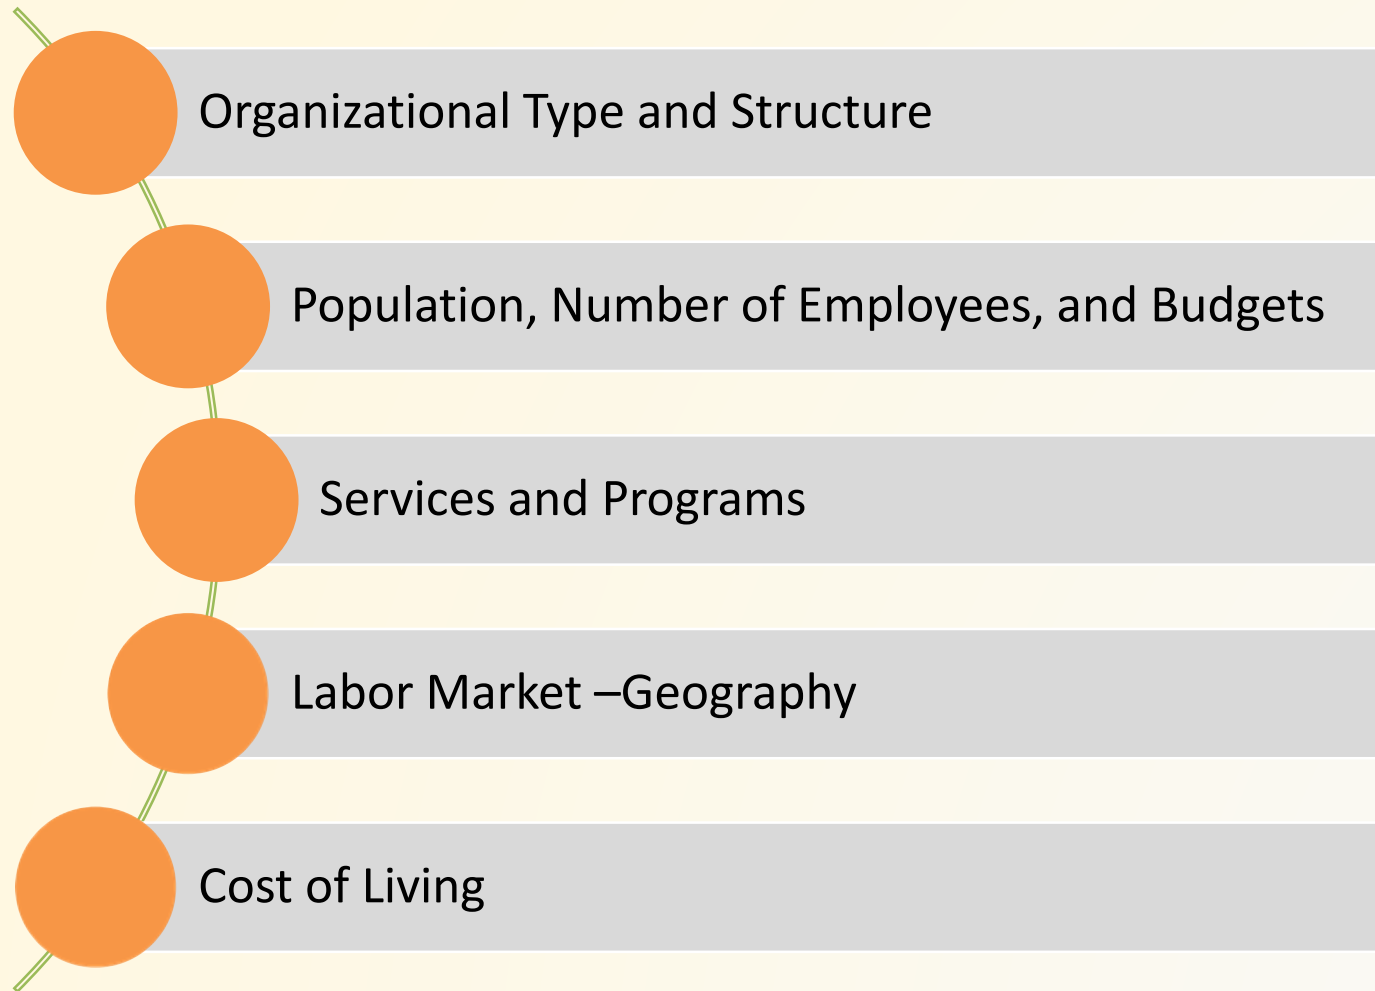 Organizational Type and Structure
Population, Number of Employees, and Budgets
Services and Programs
Labor Market –Geography
Cost of Living